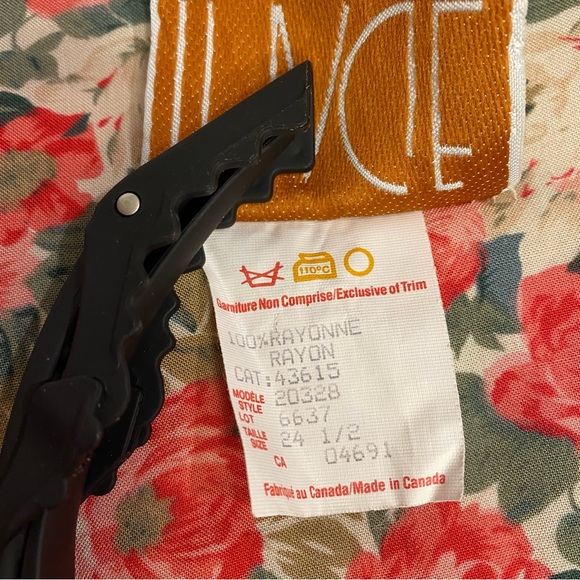 110°C
Garniture Non Comprise/Exclusive of Trim
100%RAYONNE
RAYON
CAT:43615
MODÈLE
STYLE 20328
LOT 6637
TAILLE
SIZE 24 1/2
CA 04691
Fabriqué au Canada/Made in Canada